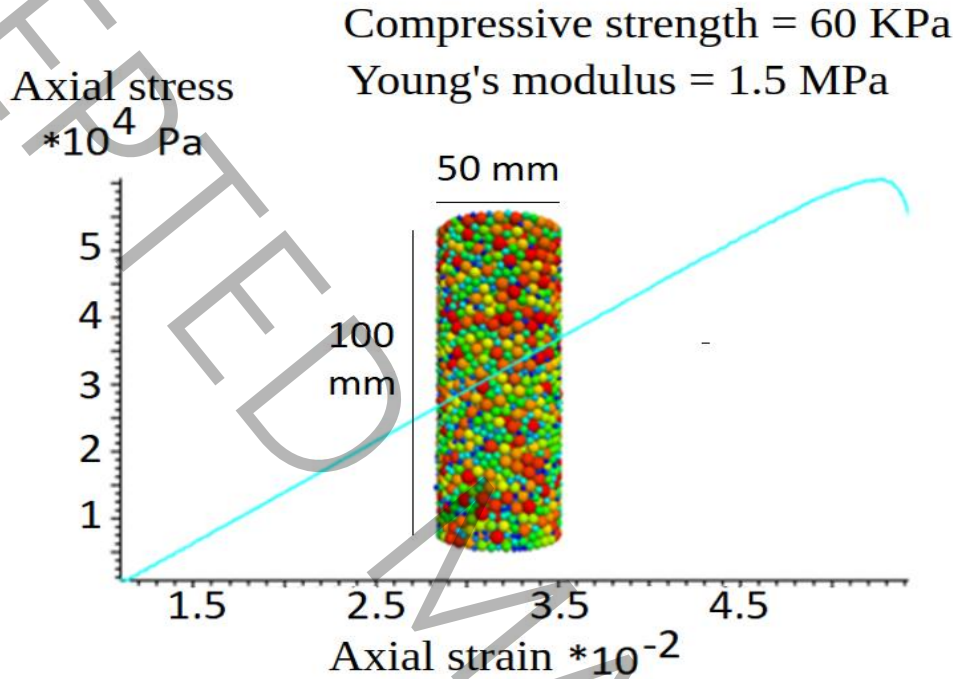 Compressive strength = 60 KPa
Young's modulus = 1.5 MPa
Axial stress
*10^4 Pa
50 mm
5
4
100
mm
3
2
1
1.5 2.5 3.5 4.5
Axial strain *10^-2